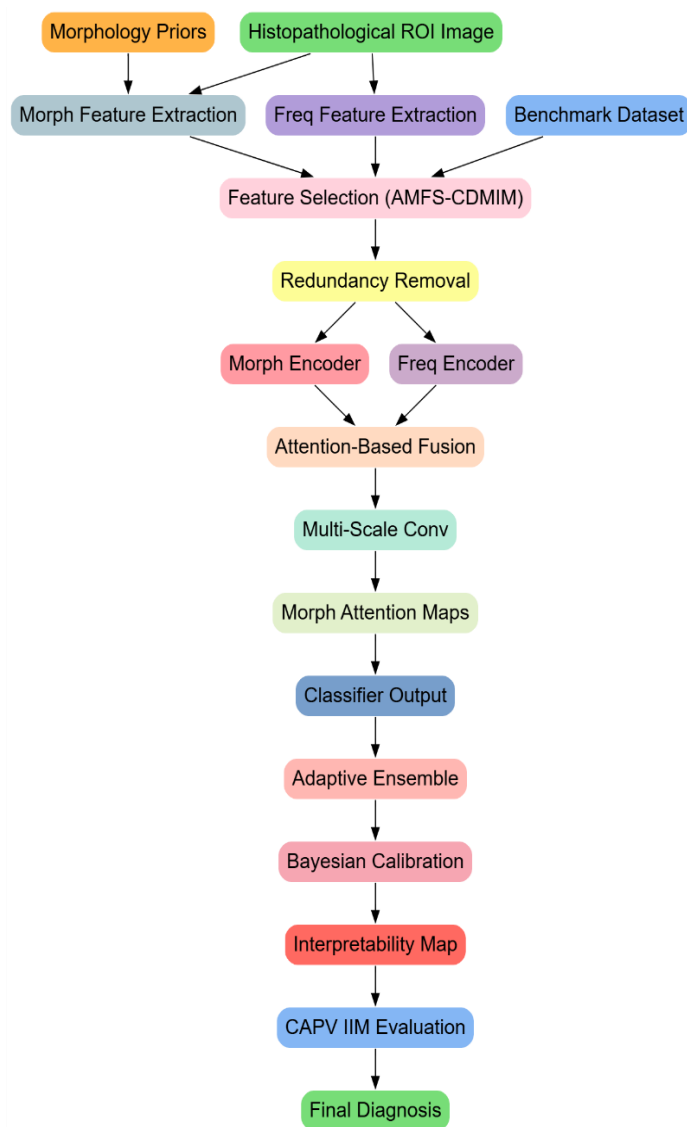 Morphology Priors
Histopathological ROI Image
Morph Feature Extraction
Freq Feature Extraction
Benchmark Dataset
Feature Selection (AMFS-CDMIM)
Redundancy Removal
Morph Encoder
Freq Encoder
Attention-Based Fusion
Multi-Scale Conv
Morph Attention Maps
Classifier Output
Adaptive Ensemble
Bayesian Calibration
Interpretability Map
CAPV IIM Evaluation
Final Diagnosis